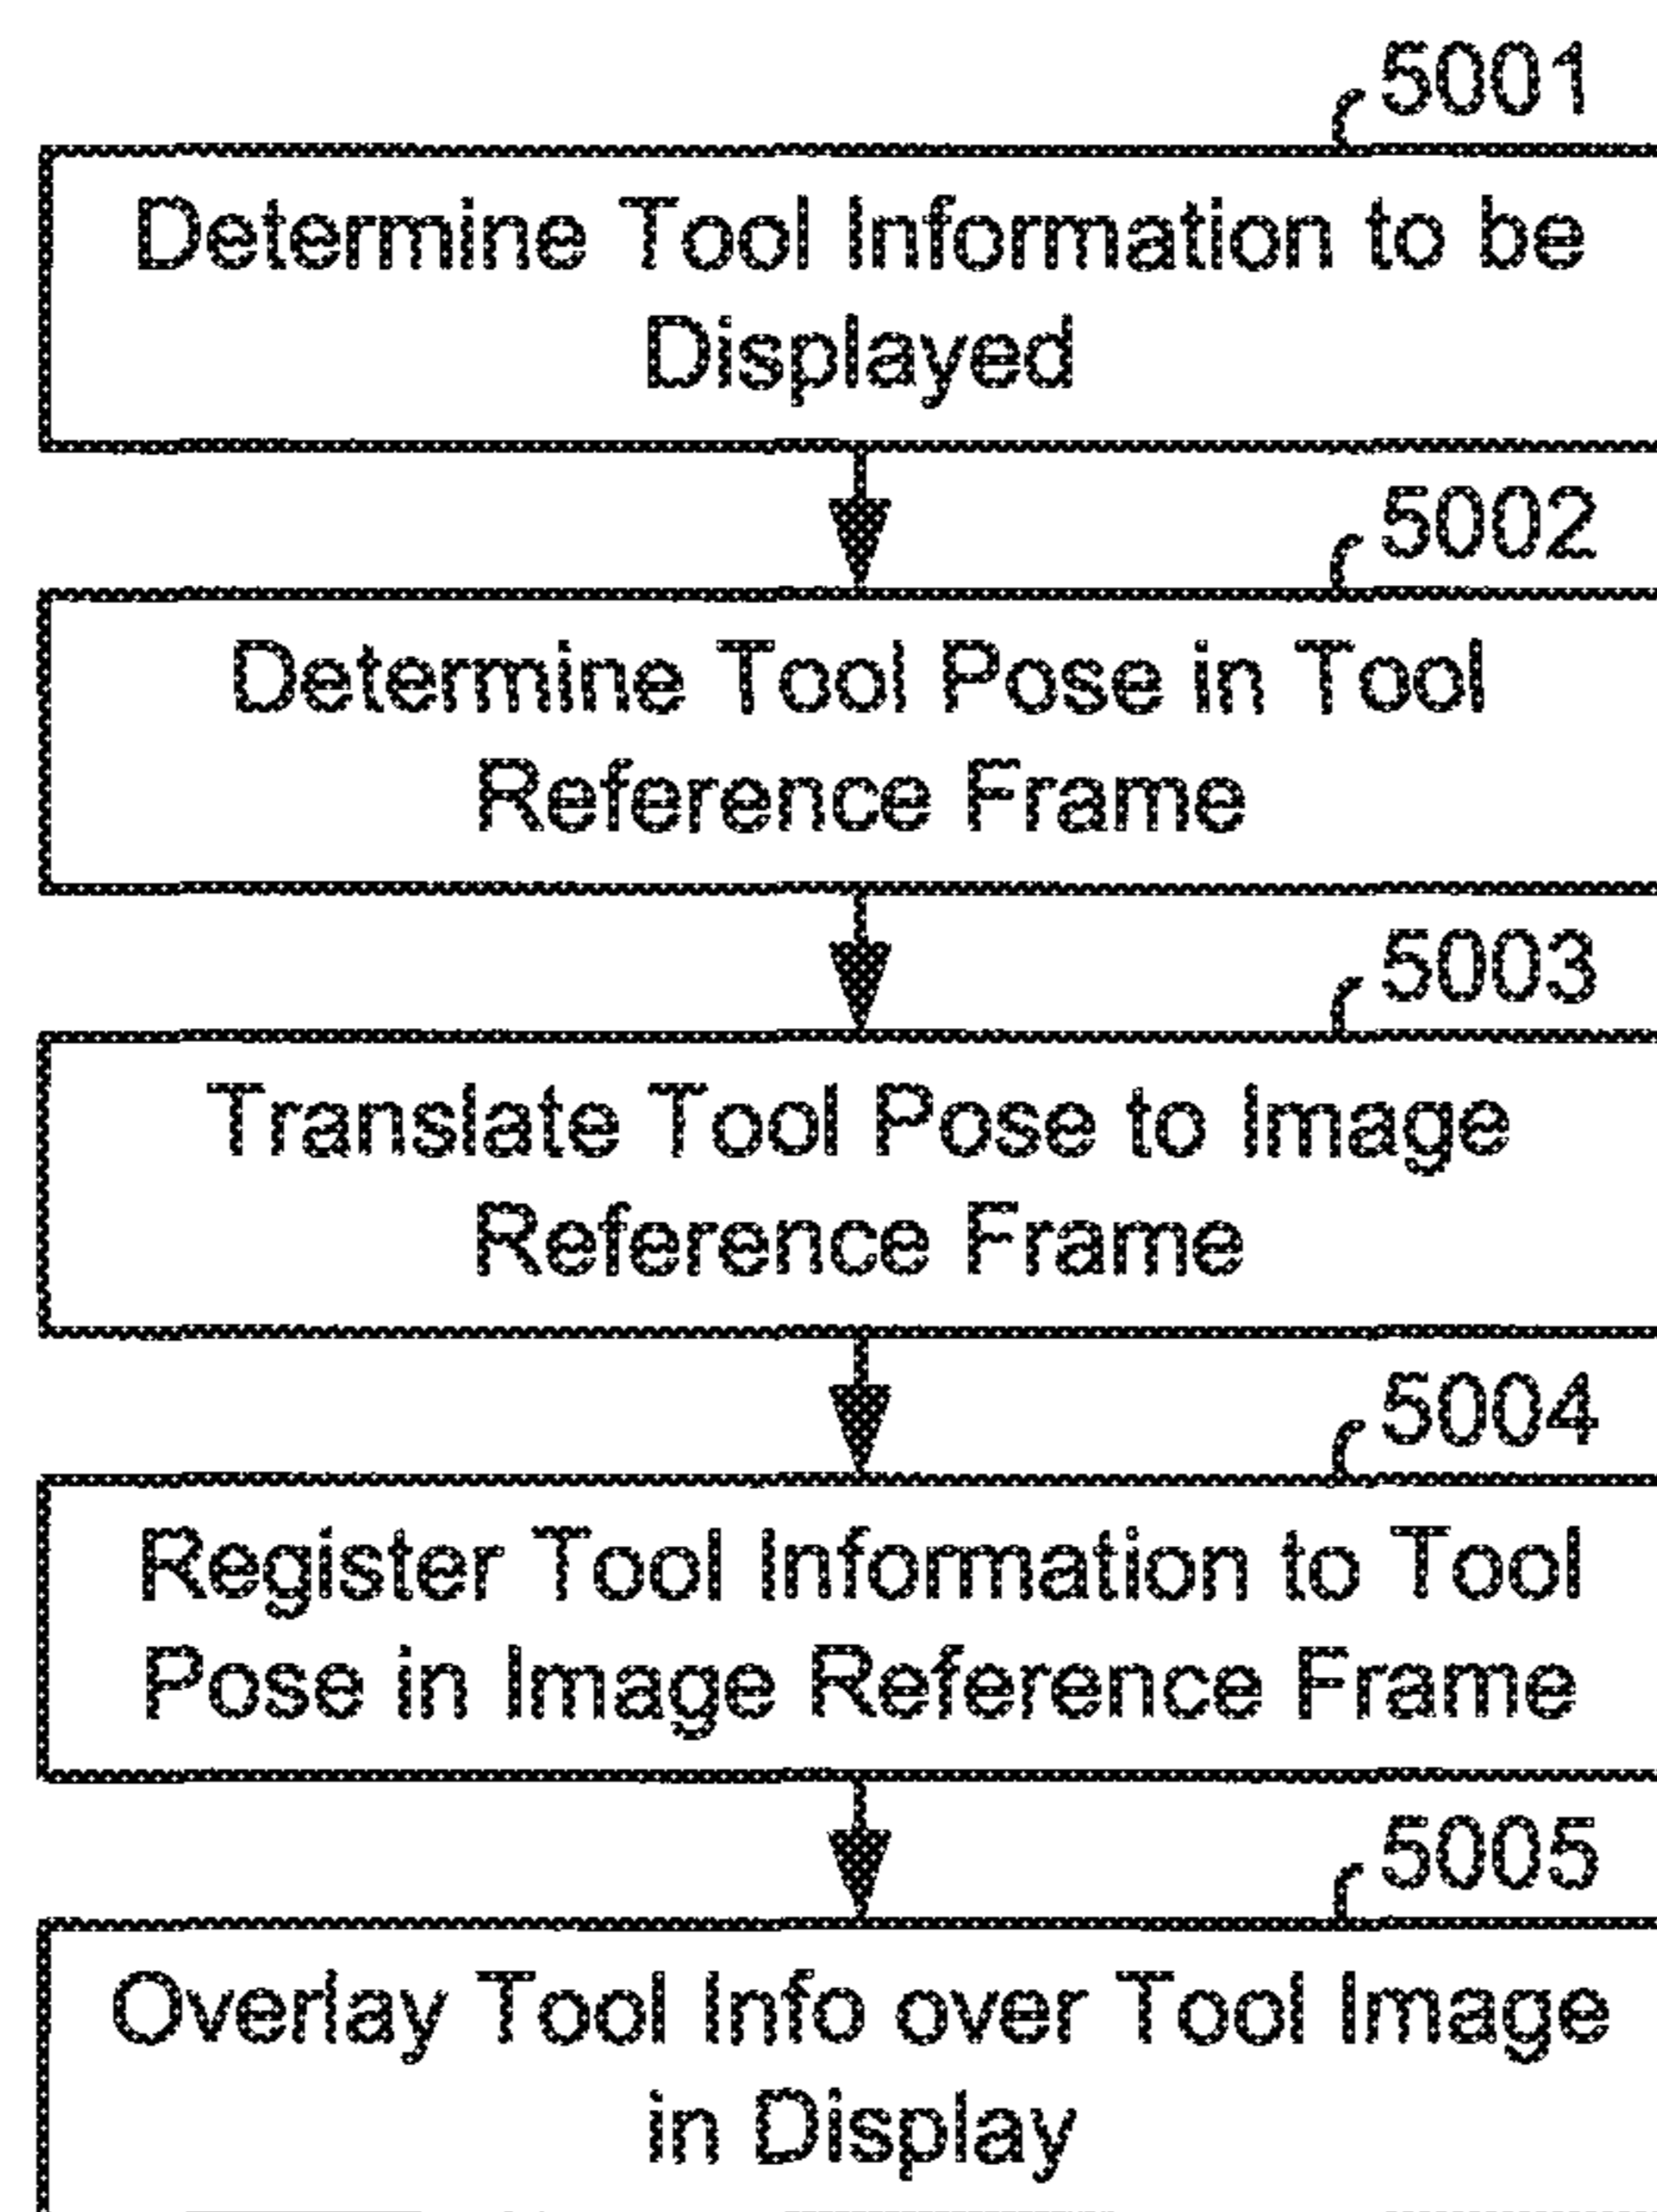 5001
Determine Tool Information to be
Displayed
5002
Determine Tool Pose in Tool
Reference Frame
5003
Translate Tool Pose to Image
Reference Frame
5004
Register Tool Information to Tool
Pose in Image Reference Frame
5005
Overlay Tool Info over Tool Image
in Display